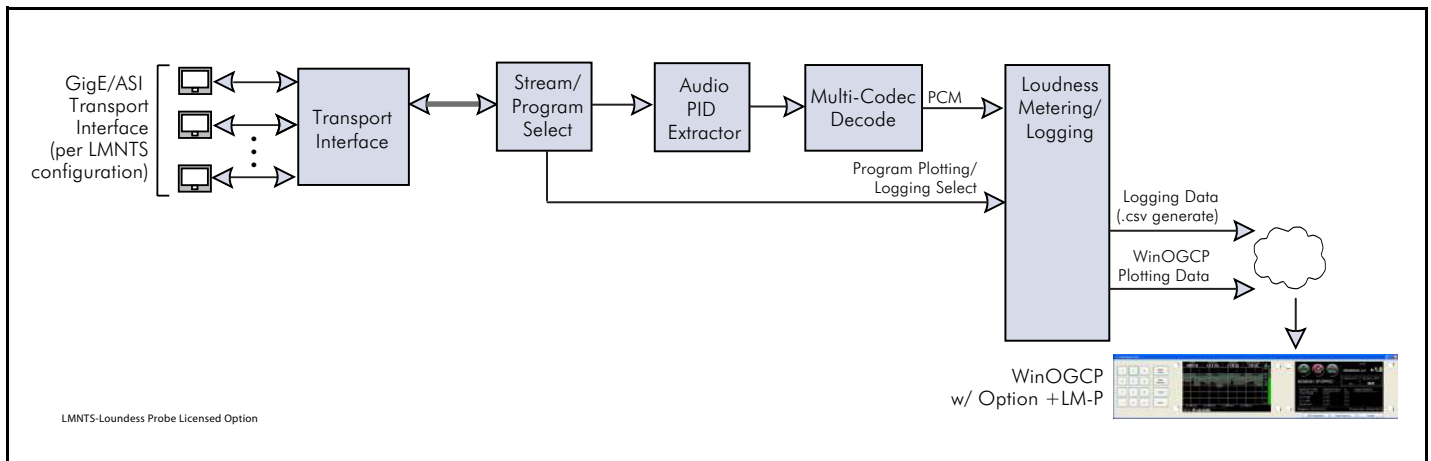 GigE/ASI
Transport
Interface
(per LMNTS
configuration)
Transport
Interface
Stream/
Program
Select
Audio
PID
Extractor
Multi-Codec
Decode
PCM
Loudness
Metering/
Logging
Program Plotting/
Logging Select
Logging Data
(.csv generate)
WinOGCP
Plotting Data
WinOGCP
w/ Option +LM-P
LMNTS-Loundess Probe Licensed Option